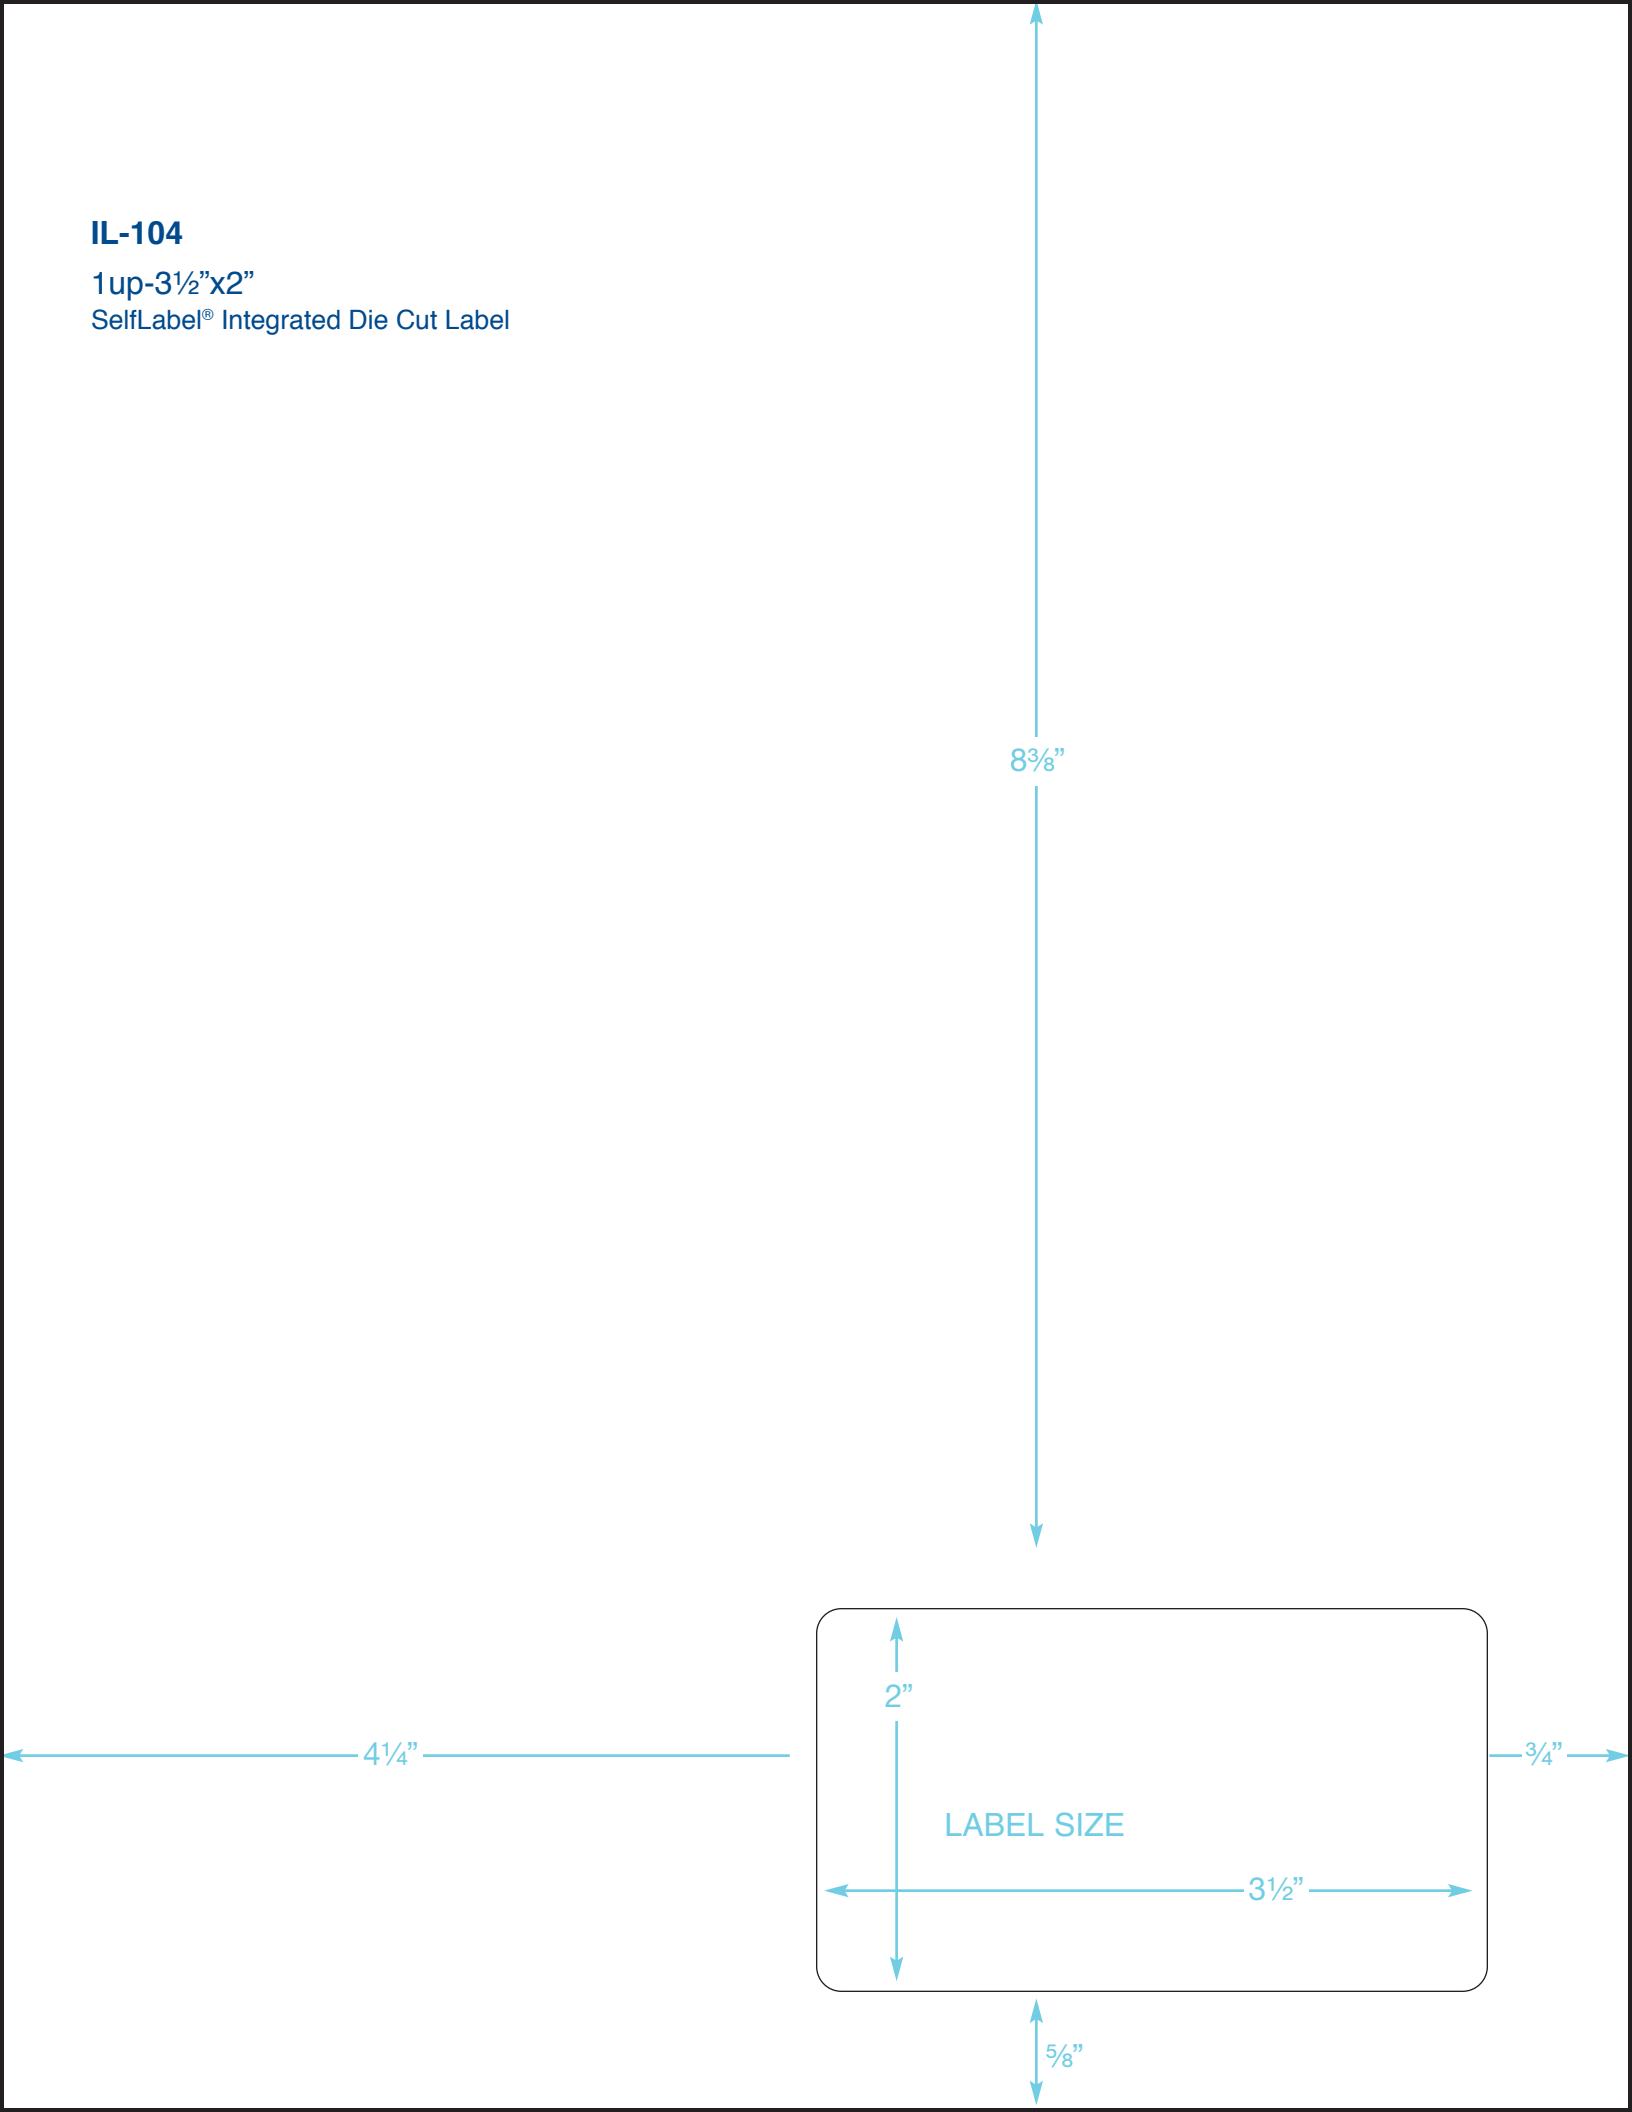 IL-104
1up-3½”x2”
SelfLabel® Integrated Die Cut Label
8⅜”
2”
4¼”
¾”
LABEL SIZE
3½”
⅝”